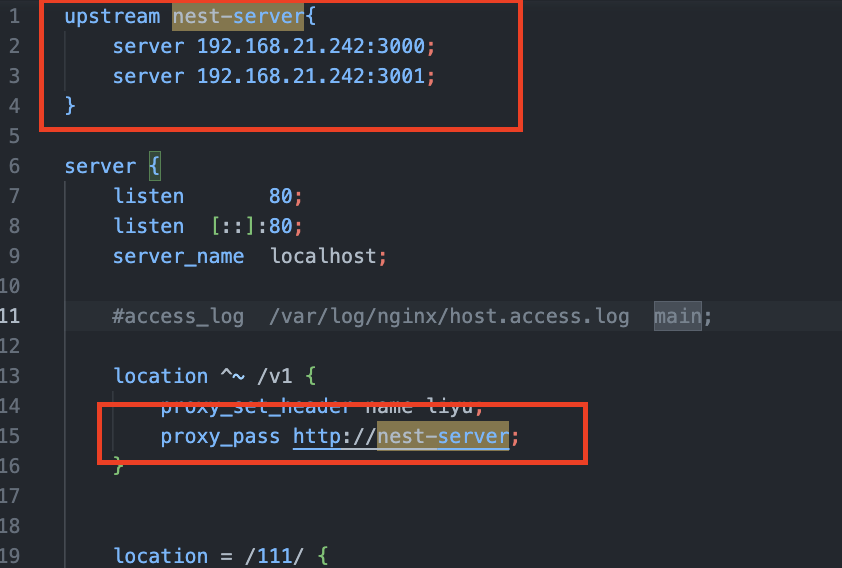 1 upstream nest-server{
2 server 192.168.21.242:3000;
3 server 192.168.21.242:3001;
4 }
5
6 server {
7 listen 80;
8 listen [::]:80;
9 server_name localhost;
10
11 #access_log /var/log/nginx/host.access.log main;
12
13 location ^~ /v1 {
14 proxy_set_header name liyu;
15 proxy_pass http://nest-server;
16 }
17
18
19 location = /111/ {